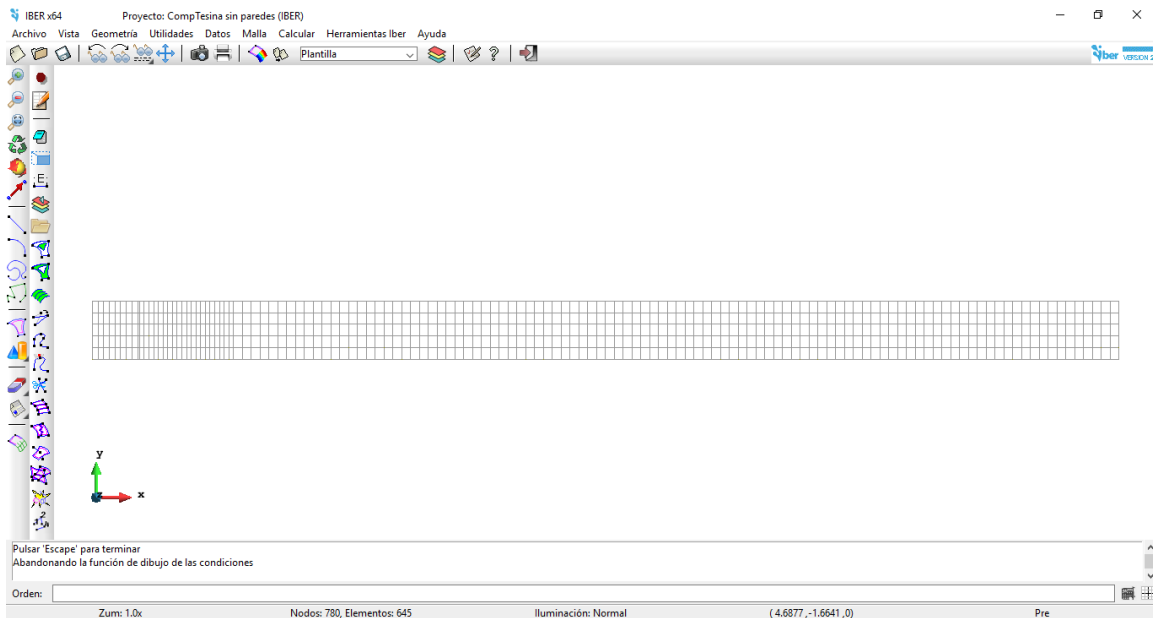 IBER x64 Proyecto: CompTesina sin paredes (IBER)
Archivo Vista Geometría Utilidades Datos Malla Calcular Herramientas Iber Ayuda
Plantilla
iber VERSION 2
E
y
x
Pulsar 'Escape' para terminar
Abandonando la función de dibujo de las condiciones
Orden:
Zum: 1.0x Nodos: 780, Elementos: 645 Iluminación: Normal ( 4.6877 ,-1.6641 ,0) Pre